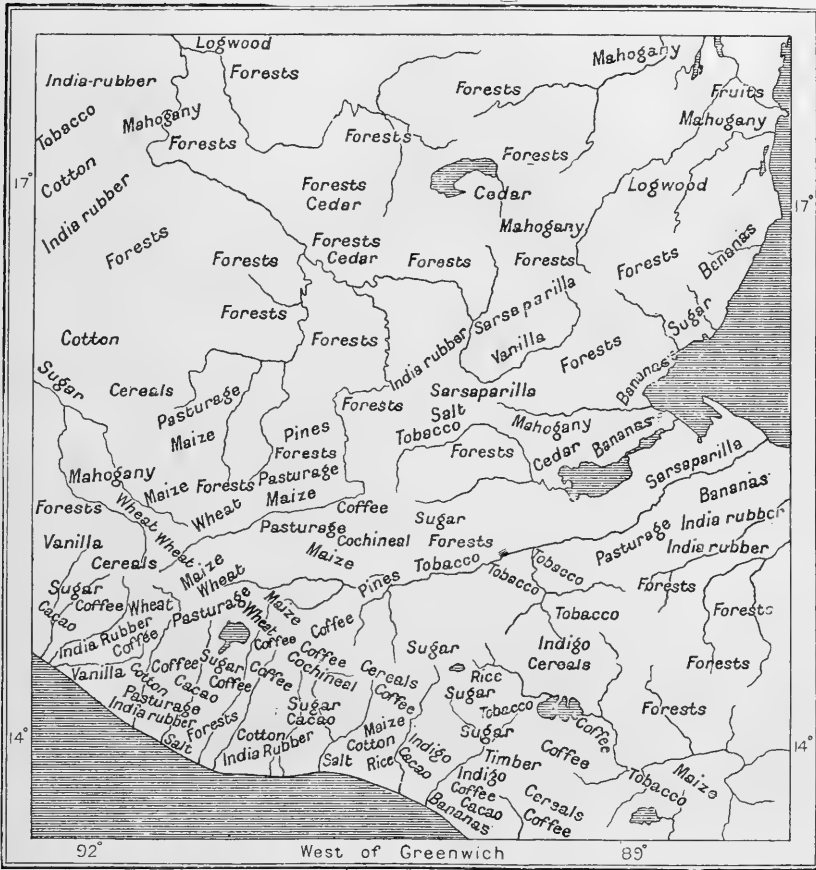 Logwood
Forests
India-rubber
Tobacco
Mahogany
Forests
Cotton
India rubber
Forests
Forests
Mahogany
Fruits
Mahogany
Forests
Forests
17°
17°
Forests
Cedar
Cedar
Logwood
Mahogany
Forests
Forests
Cedar
Forests
Forests
Forests
Bananas
Forests
Forests
Sarsaparilla
Sugar
Cotton
Forests
India rubber
Vanilla
Forests
Bananas
Sugar
Cereals
Pasturage
Maize
Forests
Sarsaparilla
Salt
Tobacco
Mahogany
Bananas
Cedar
Pines
Forests
Forests
Sarsaparilla
Mahogany
Maize
Forests
Pasturage
Maize
Wheat
Bananas
Forests
Wheat
Wheat
Coffee
Pasturage
Cochineal
Sugar
Forests
Maize
Pasturage
India rubber
India rubber
Vanilla
Cereals
Maize
Wheat
Tobacco
Tobacco
Tobacco
Pines
Forests
Sugar
Coffee
Wheat
Cacao
Pasturage
Maize
Wheat
Coffee
Tobacco
Forests
India Rubber
Coffee
Coffee
Coffee
Cochineal
Sugar
Indigo
Cereals
Forests
Vanilla
Cotton
Coffee
Cacao
Sugar
Coffee
Coffee
Cereals
Coffee
Rice
Sugar
Pasturage
India rubber
Salt
Forests
Sugar
Cacao
Tobacco
Coffee
Forests
14°
14°
Cotton
India Rubber
Maize
Cotton
Salt
Rice
Indigo
Cacao
Sugar
Timber
Coffee
Indigo
Coffee
Cacao
Bananas
Cereals
Coffee
Tobacco
Maize
92°
West of Greenwich
89°